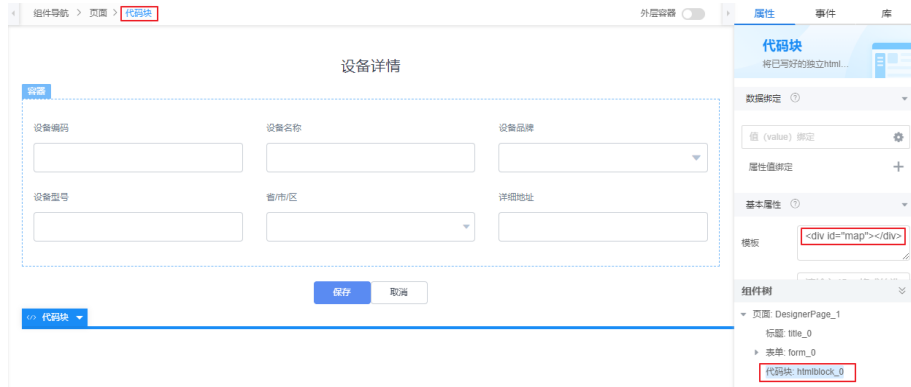 组件导航 > 页面 > 代码块
外层容器
属性 事件 库
代码块
将已写好的独立html...
设备详情
容器
数据绑定
设备编码 设备名称 设备品牌
值（value）绑定
属性值绑定
设备型号 省/市/区 详细地址
基本属性
模板
<div id="map"></div>
保存 取消
组件树
</> 代码块
页面: DesignerPage_1
标题: title_0
表单: form_0
代码块: htmlblock_0